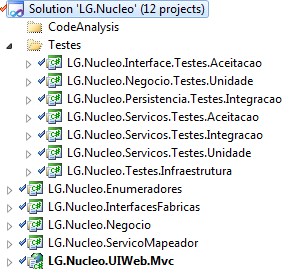 Solution 'LG.Nucleo' (12 projects)
CodeAnalysis
Testes
LG.Nucleo.Interface.Testes.Aceitacao
LG.Nucleo.Negocio.Testes.Unidade
LG.Nucleo.Persistencia.Testes.Integracao
LG.Nucleo.Servicos.Testes.Aceitacao
LG.Nucleo.Servicos.Testes.Integracao
LG.Nucleo.Servicos.Testes.Unidade
LG.Nucleo.Testes.Infraestrutura
LG.Nucleo.Enumeradores
LG.Nucleo.InterfacesFabricas
LG.Nucleo.Negocio
LG.Nucleo.ServicoMapeador
LG.Nucleo.UIWeb.Mvc